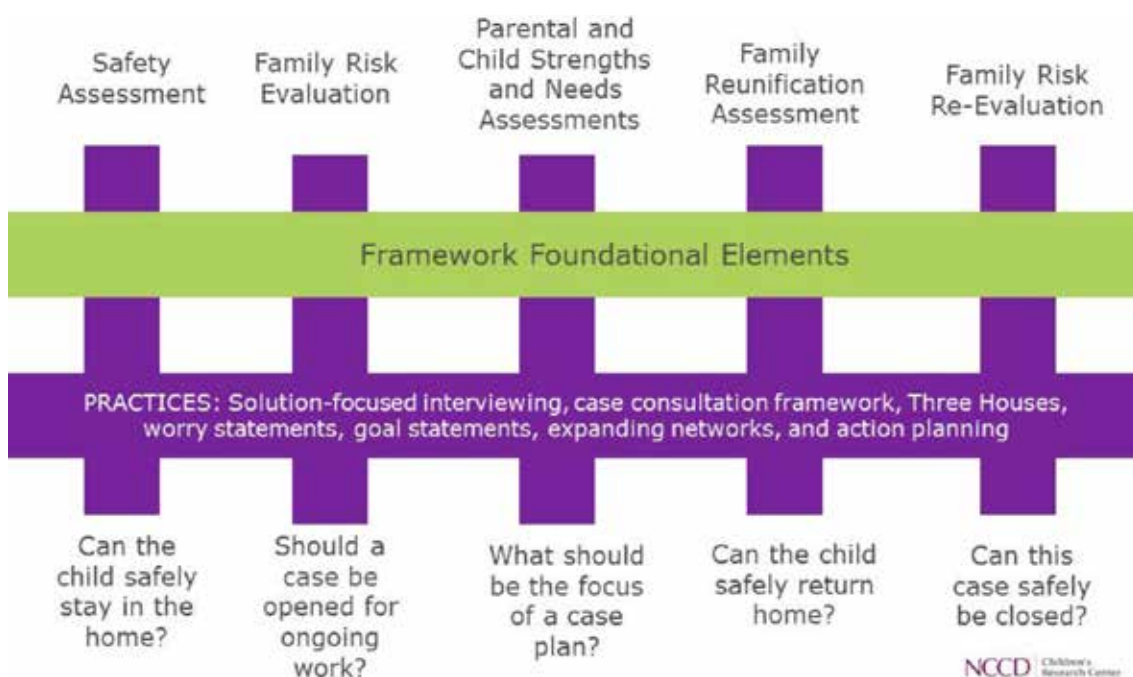 Safety
Assessment
Family Risk
Evaluation
Parental and
Child Strengths
and Needs
Assessments
Family
Reunification
Assessment
Family Risk
Re-Evaluation
Framework Foundational Elements
PRACTICES: Solution-focused interviewing, case consultation framework, Three Houses,
worry statements, goal statements, expanding networks, and action planning
Can the
child safely
stay in the
home?
Should a
case be
opened for
ongoing
work?
What should
be the focus
of a case
plan?
Can the child
safely return
home?
Can this
case safely
be closed?
NCCD Children's
Research Center